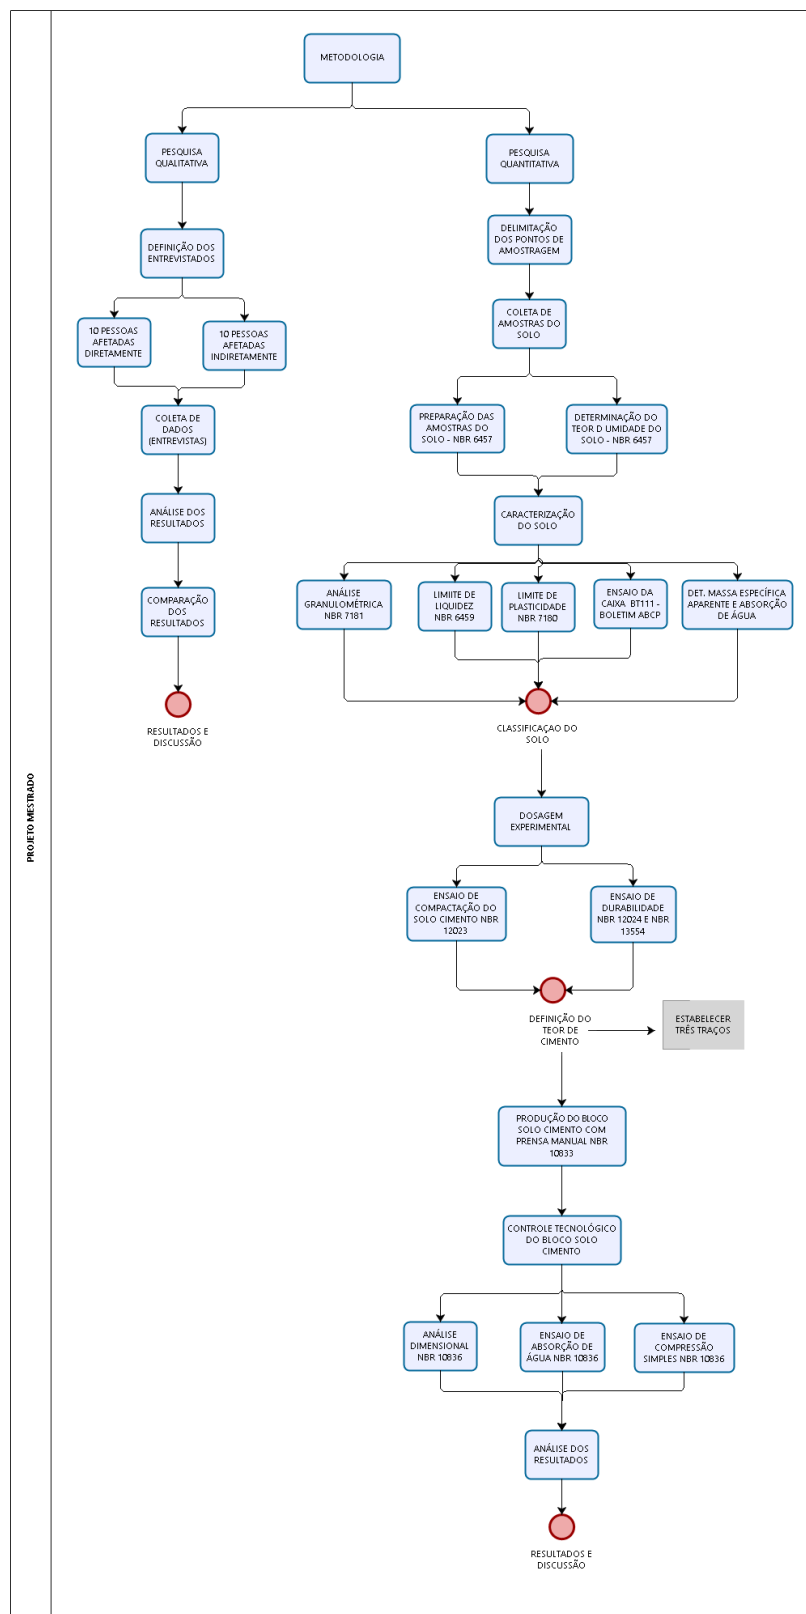 METODOLOGIA
PESQUISA
QUALITATIVA
PESQUISA
QUANTITATIVA
DEFINIÇÃO DOS
ENTREVISTADOS
DELIMITAÇÃO
DOS PONTOS DE
AMOSTRAGEM
10 PESSOAS
AFETADAS
DIRETAMENTE
10 PESSOAS
AFETADAS
INDIRETAMENTE
COLETA DE
AMOSTRAS DO
SOLO
COLETA DE
DADOS
(ENTREVISTAS)
PREPARAÇÃO DAS
AMOSTRAS DO
SOLO - NBR 6457
DETERMINAÇÃO DO
TEOR D UMIDADE DO
SOLO - NBR 6457
ANÁLISE DOS
RESULTADOS
CARACTERIZAÇÃO
DO SOLO
COMPARAÇÃO
DOS
RESULTADOS
ANÁLISE
GRANULOMÉTRICA
NBR 7181
LIMIITE DE
LIQUIDEZ
NBR 6459
LIMITE DE
PLASTICIDADE
NBR 7180
ENSAIO DA
CAIXA BT111 -
BOLETIM ABCP
DET. MASSA ESPECÍFICA
APARENTE E ABSORÇÃO
DE ÁGUA
RESULTADOS E
DISCUSSÃO
CLASSIFICAÇAO DO
SOLO
PROJETO MESTRADO
DOSAGEM
EXPERIMENTAL
ENSAIO DE
COMPACTAÇÃO DO
SOLO CIMENTO NBR
12023
ENSAIO DE
DURABILIDADE
NBR 12024 E NBR
13554
DEFINIÇÃO DO
TEOR DE
CIMENTO
ESTABELECER
TRÊS TRAÇOS
PRODUÇÃO DO BLOCO
SOLO CIMENTO COM
PRENSA MANUAL NBR
10833
CONTROLE TECNOLÓGICO
DO BLOCO SOLO
CIMENTO
ANÁLISE
DIMENSIONAL
NBR 10836
ENSAIO DE
ABSORÇÃO DE
ÁGUA NBR 10836
ENSAIO DE
COMPRESSÃO
SIMPLES NBR 10836
ANÁLISE DOS
RESULTADOS
RESULTADOS E
DISCUSSÃO